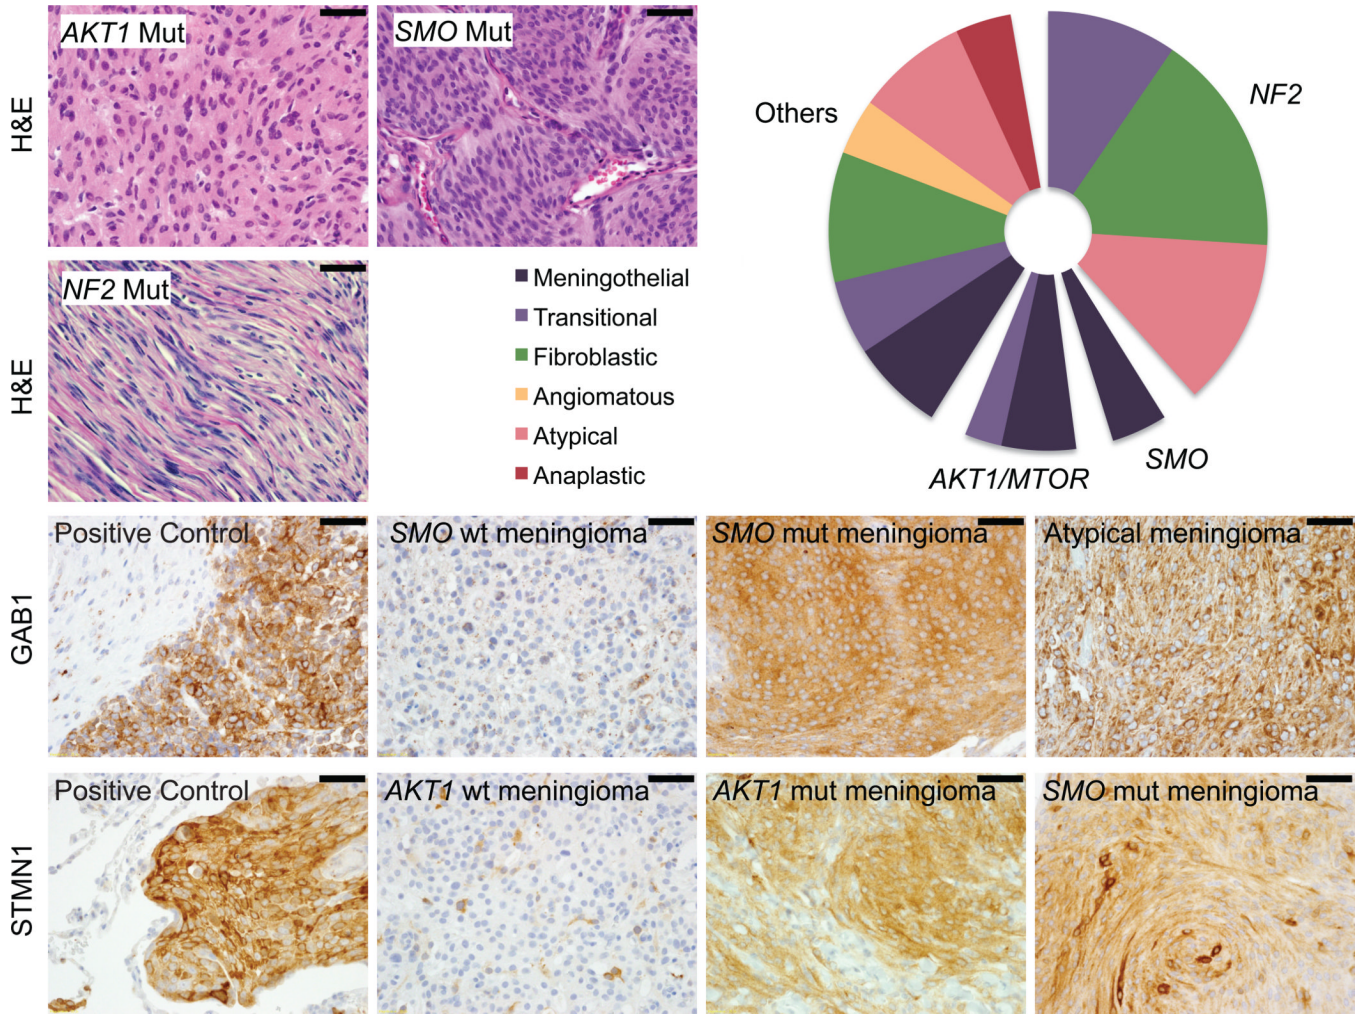 AKT1 Mut
SMO Mut
H&E
Others
NF2
NF2 Mut
H&E
Meningothelial
Transitional
Fibroblastic
Angiomatous
Atypical
Anaplastic
AKT1/MTOR
SMO
Positive Control
SMO wt meningioma
SMO mut meningioma
Atypical meningioma
GAB1
Positive Control
AKT1 wt meningioma
AKT1 mut meningioma
SMO mut meningioma
STMN1